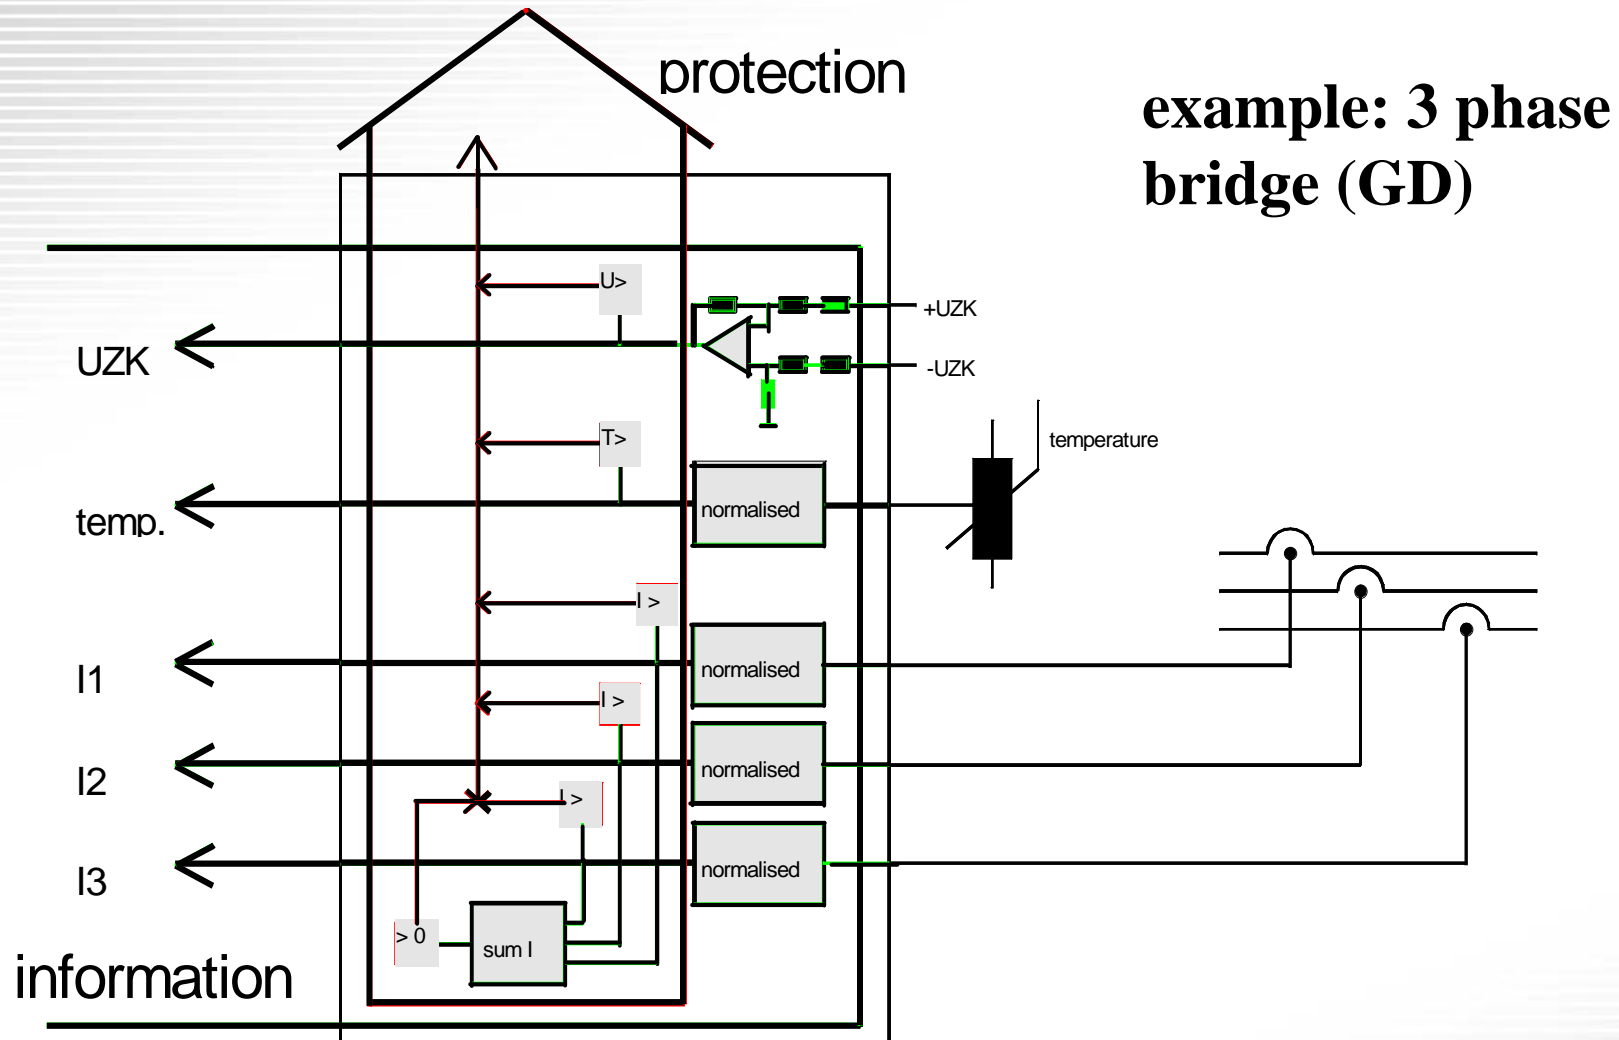 protection
example: 3 phase
bridge (GD)
U>
+UZK
UZK
-UZK
T>
temperature
temp.
normalised
I >
I1
normalised
I >
I2
normalised
I >
I3
normalised
> 0
sum I
information